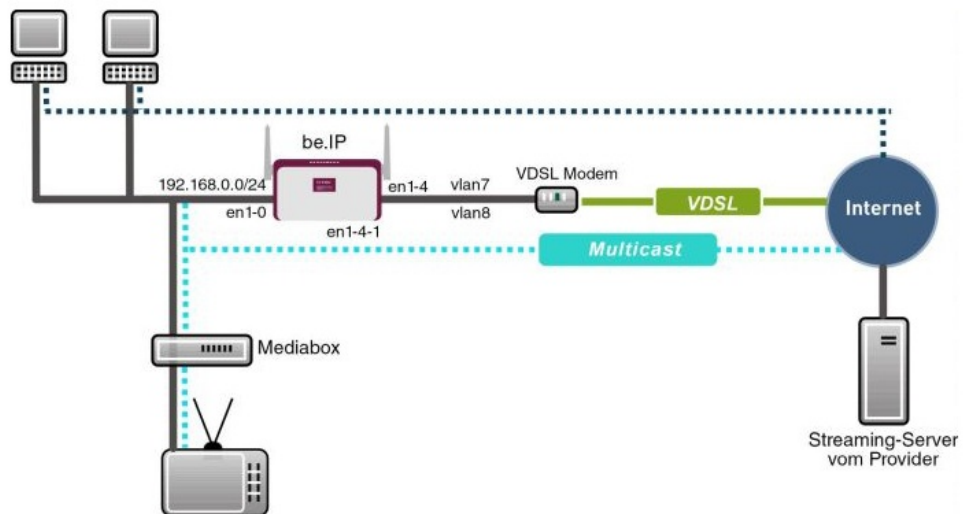 be.IP
192.168.0.0/24
en1-0
en1-4
en1-4-1
vlan7
vlan8
VDSL Modem
VDSL
Internet
Multicast
Mediabox
Streaming-Server
vom Provider